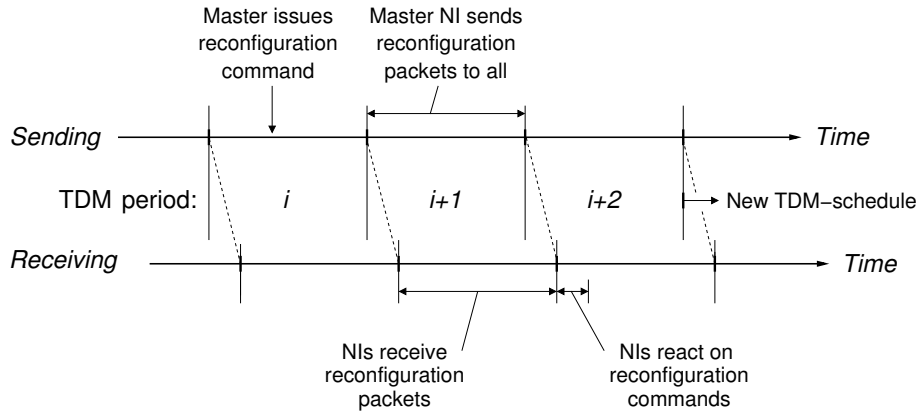 Master issues
reconfiguration
command
Master NI sends
reconfiguration
packets to all
Sending
Time
TDM period:
i
i+1
i+2
New TDM−schedule
Receiving
Time
NIs receive
reconfiguration
packets
NIs react on
reconfiguration
commands